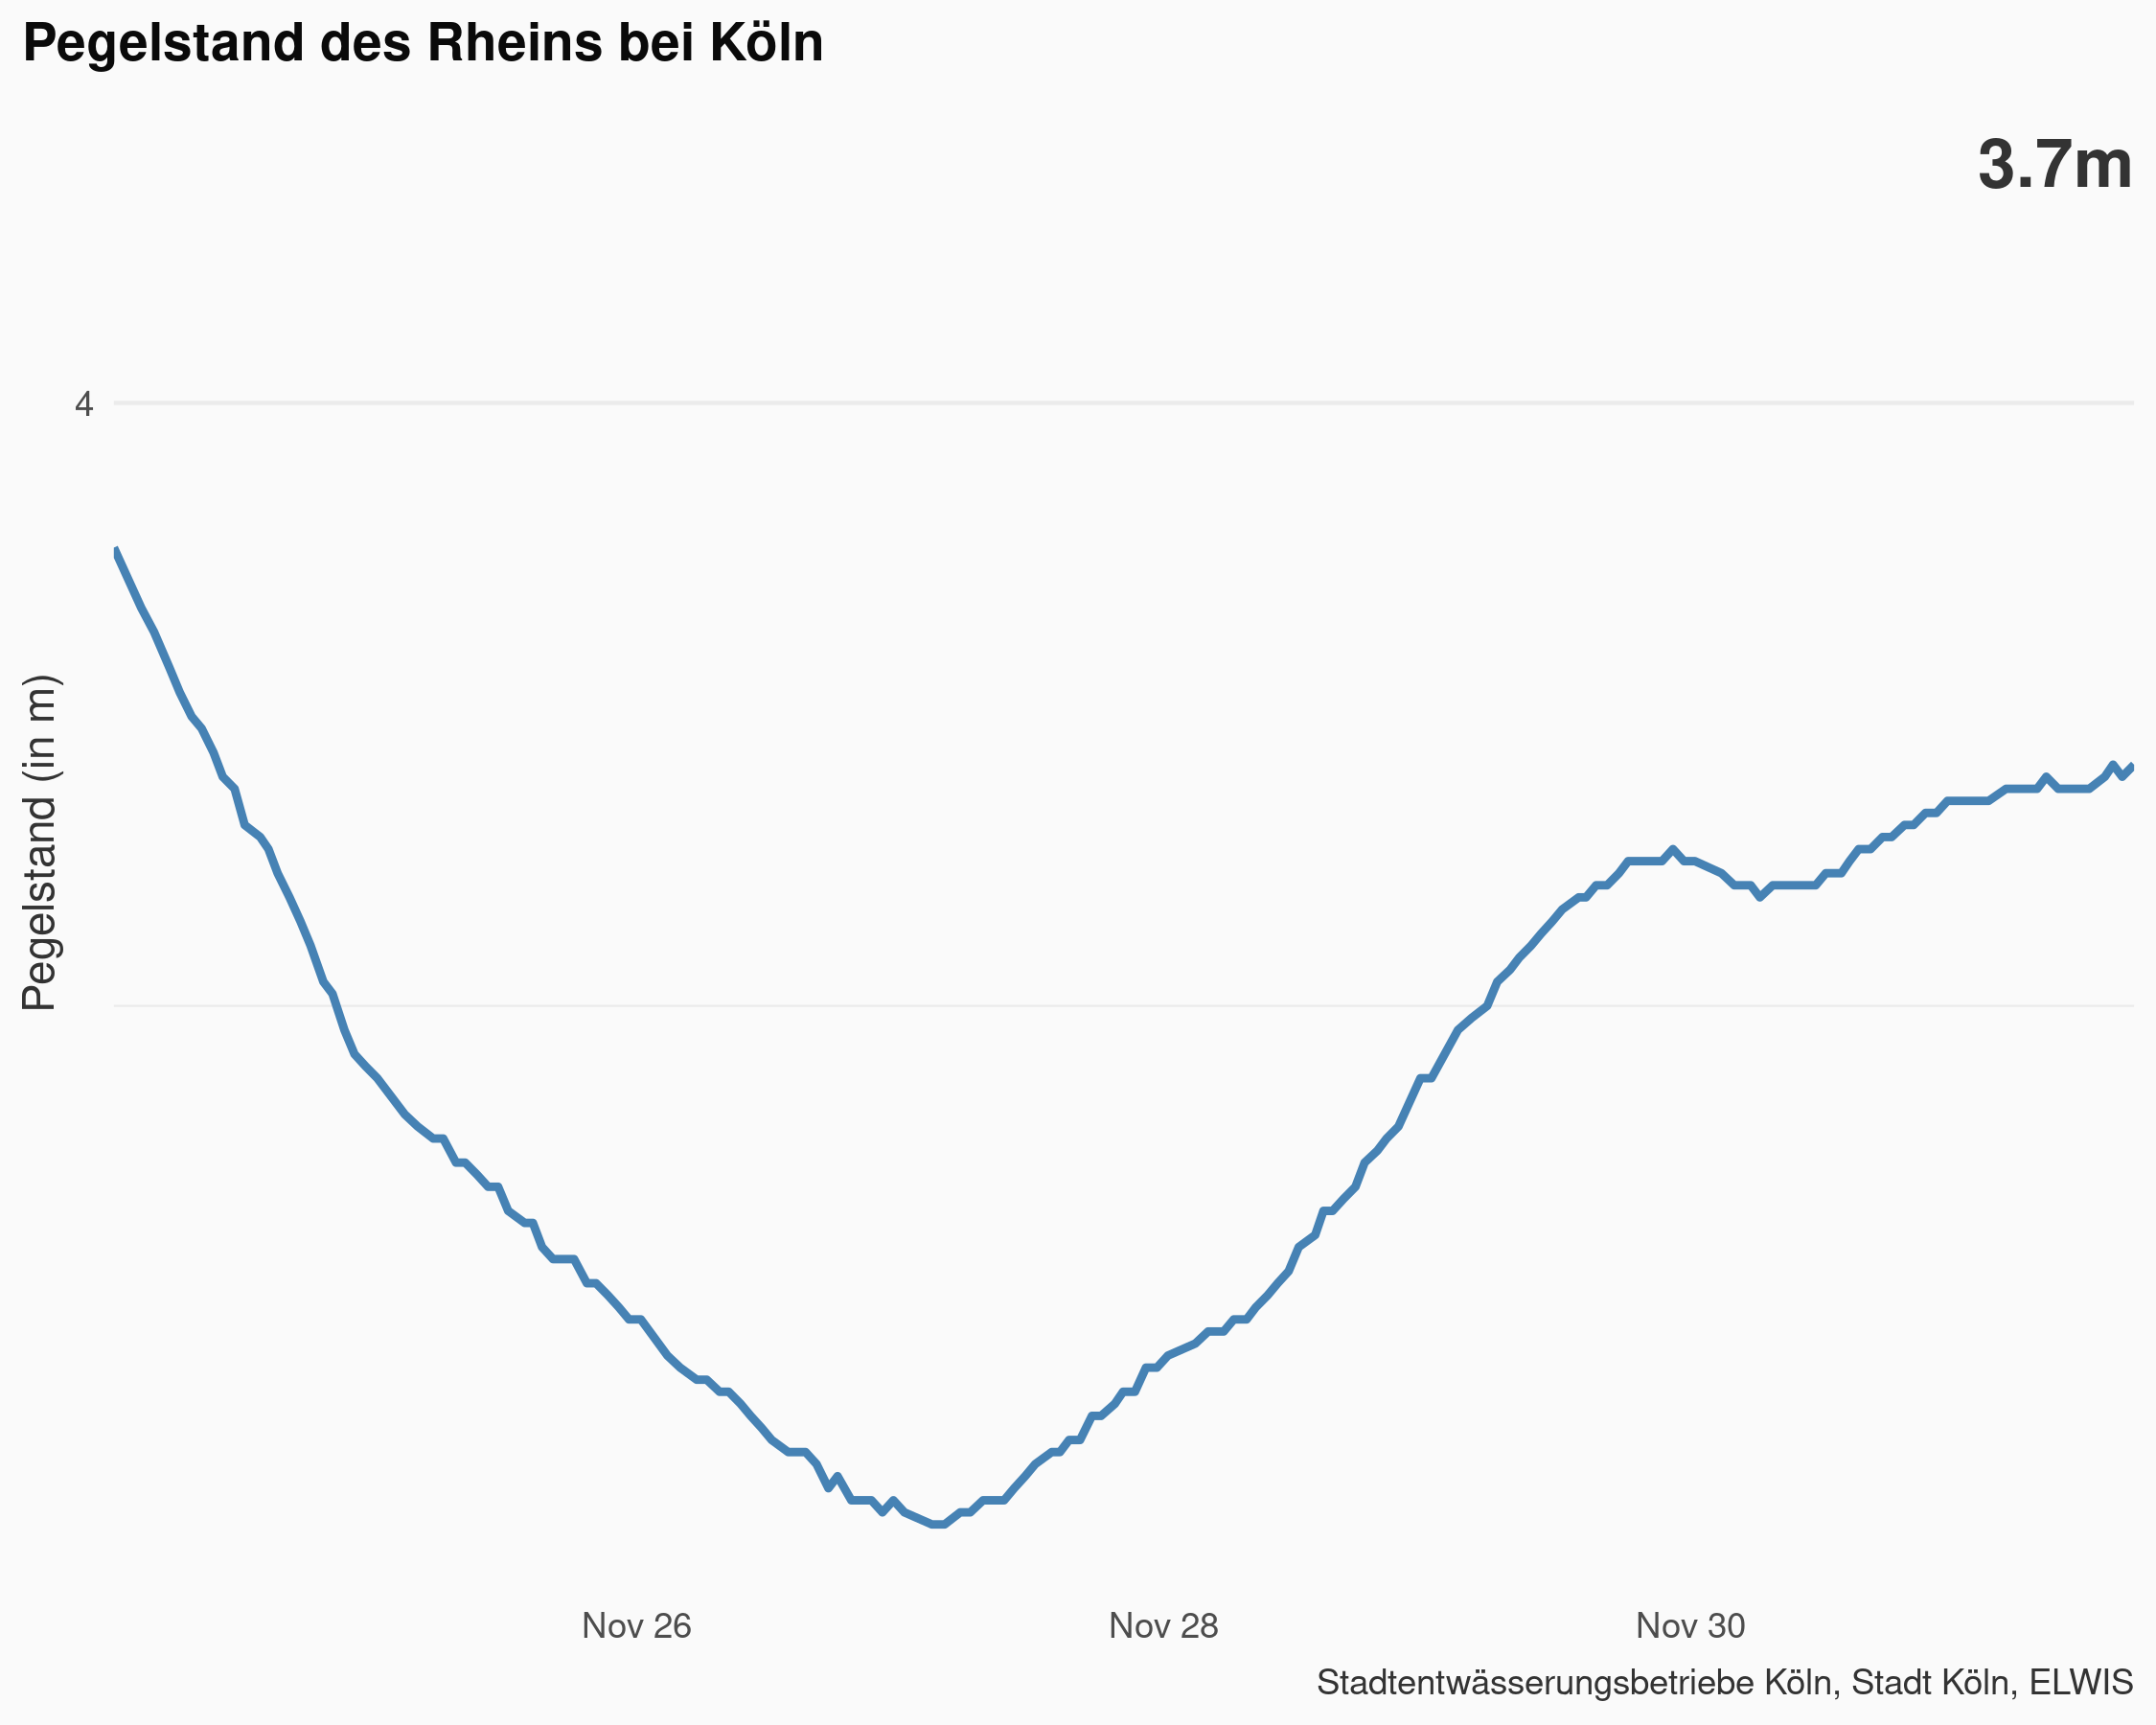 Pegelstand des Rheins bei Köln
3.7m
4
Pegelstand (in m)
Nov 26
Nov 28
Nov 30
Stadtentwässerungsbetriebe Köln, Stadt Köln, ELWIS